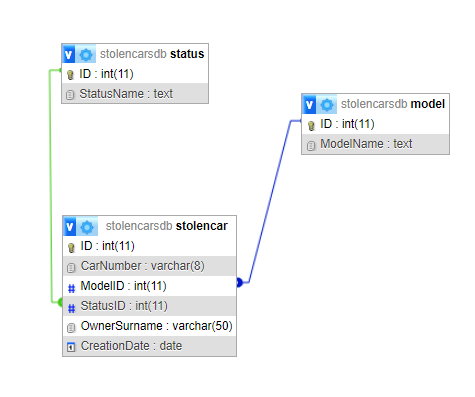 stolencarsdb status
ID : int(11)
StatusName : text
stolencarsdb model
ID : int(11)
ModelName : text
stolencarsdb stolencar
ID : int(11)
CarNumber : varchar(8)
ModelID : int(11)
StatusID : int(11)
OwnerSurname : varchar(50)
CreationDate : date